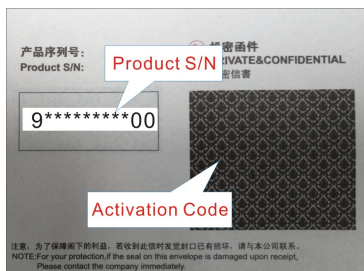 产品序列号:
Product S/N:
Product S/N
密函件
PRIVATE&CONFIDENTIAL
密信書
9*********00
Activation Code
注意：为了保障阁下的利益，若收到此信时发觉封口已有损坏，请与本公司联系。
NOTE:For your protection,if the seal on this envelope is damaged upon receipt,
Please contact the company immediately.